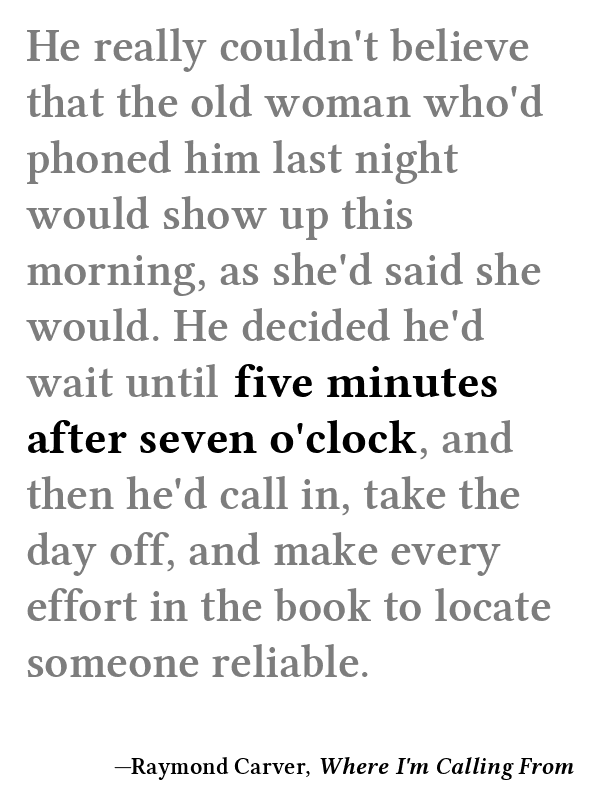 He really couldn't believe
that the old woman who'd
phoned him last night
would show up this
morning, as she'd said she
would. He decided he'd
wait until five minutes
after seven o'clock, and
then he'd call in, take the
day off, and make every
effort in the book to locate
someone reliable.
—Raymond Carver, Where I'm Calling From